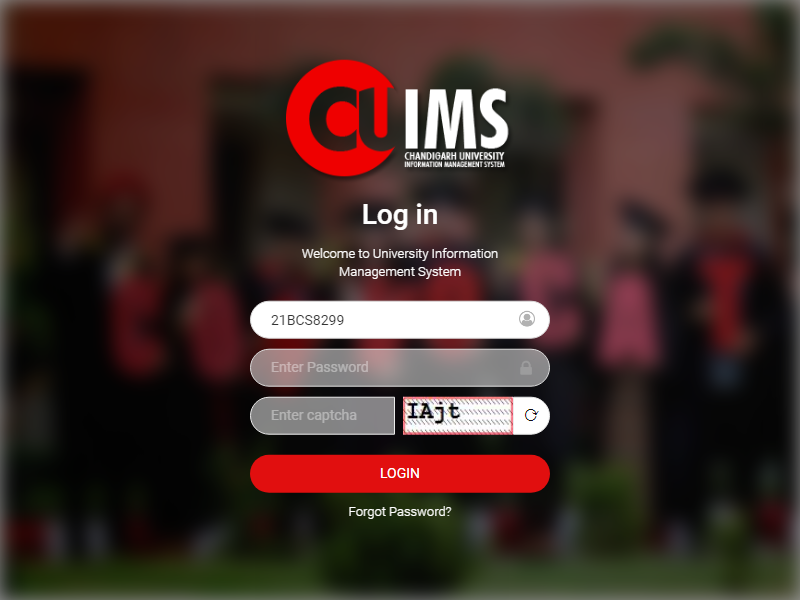 CU IMS
CHANDIGARH UNIVERSITY
INFORMATION MANAGEMENT SYSTEM
Log in
Welcome to University Information
Management System
21BCS8299
Enter Password
Enter captcha
IAjt
LOGIN
Forgot Password?